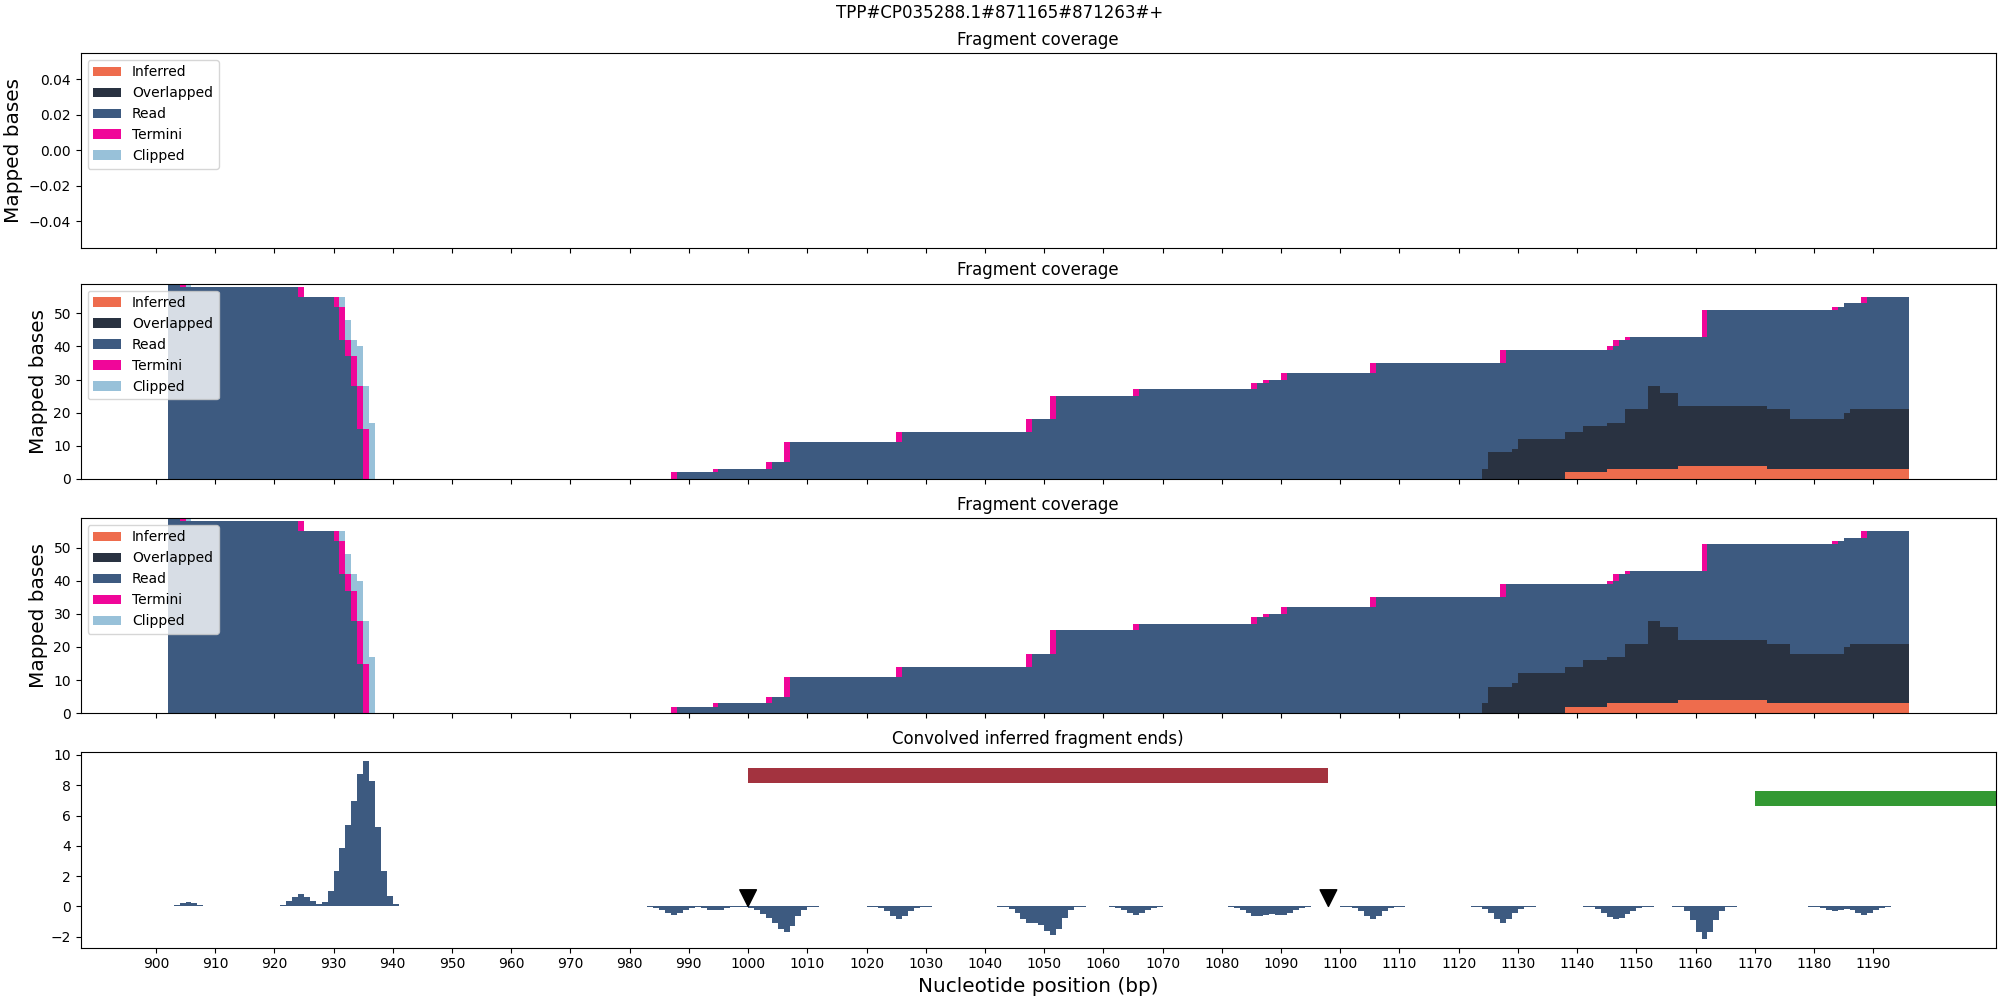 TPP#CP035288.1#871165#871263#+
Fragment coverage
Mapped bases
0.04
0.02
0.00
−0.02
−0.04
Inferred
Overlapped
Read
Termini
Clipped
Fragment coverage
Mapped bases
50
40
30
20
10
0
Inferred
Overlapped
Read
Termini
Clipped
Fragment coverage
Mapped bases
50
40
30
20
10
0
Inferred
Overlapped
Read
Termini
Clipped
Convolved inferred fragment ends)
10
8
6
4
2
0
−2
900 910 920 930 940 950 960 970 980 990 1000 1010 1020 1030 1040 1050 1060 1070 1080 1090 1100 1110 1120 1130 1140 1150 1160 1170 1180 1190
Nucleotide position (bp)